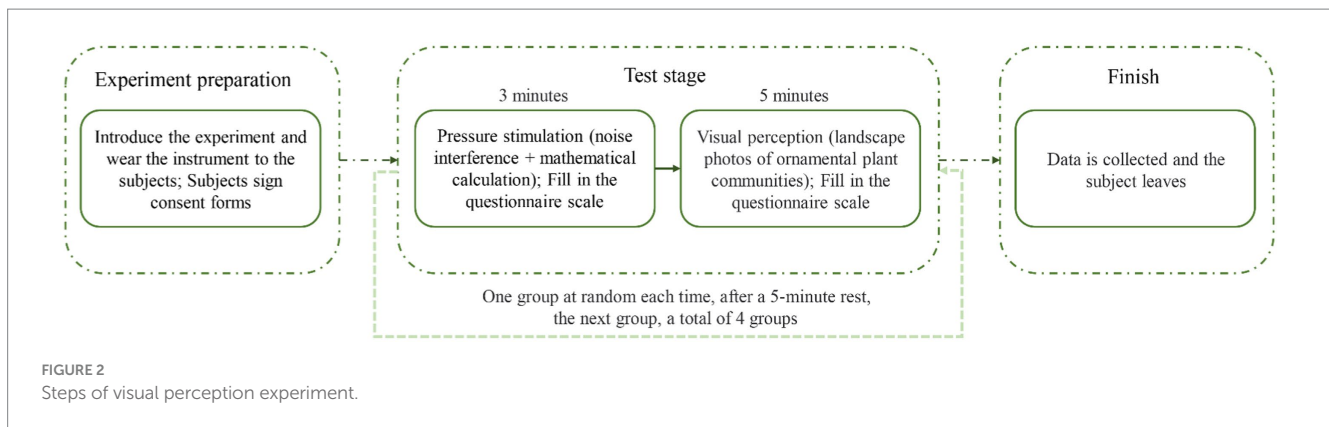 Experiment preparation
Introduce the experiment and
wear the instrument to the
subjects; Subjects sign
consent forms
Test stage
3 minutes
Pressure stimulation (noise
interference + mathematical
calculation); Fill in the
questionnaire scale
5 minutes
Visual perception (landscape
photos of ornamental plant
communities); Fill in the
questionnaire scale
One group at random each time, after a 5-minute rest,
the next group, a total of 4 groups
Finish
Data is collected and the
subject leaves
FIGURE 2
Steps of visual perception experiment.